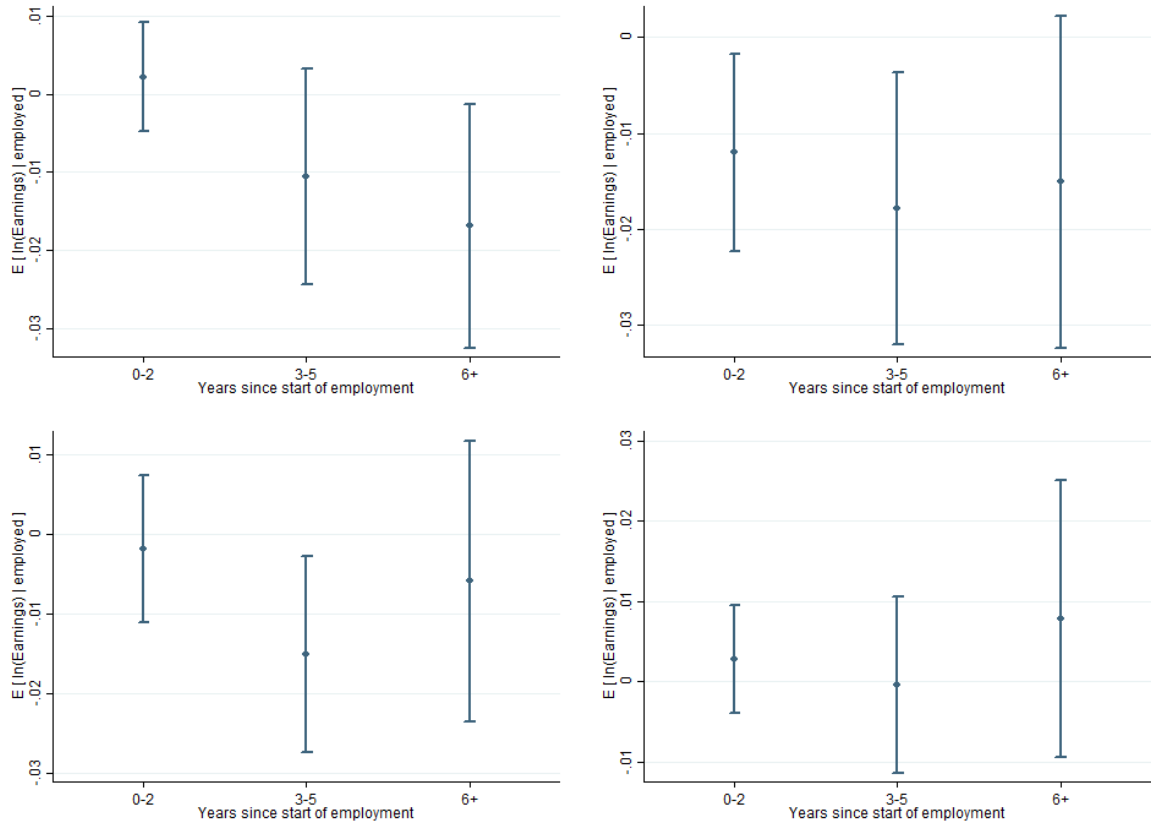 E [ ln(Earnings) | employed ]
.01
0
-.01
-.02
-.03
0-2 3-5 6+
Years since start of employment
E [ ln(Earnings) | employed ]
0
-.01
-.02
-.03
0-2 3-5 6+
Years since start of employment
E [ ln(Earnings) | employed ]
.01
0
-.01
-.02
-.03
0-2 3-5 6+
Years since start of employment
E [ ln(Earnings) | employed ]
.03
.02
.01
0
-.01
0-2 3-5 6+
Years since start of employment